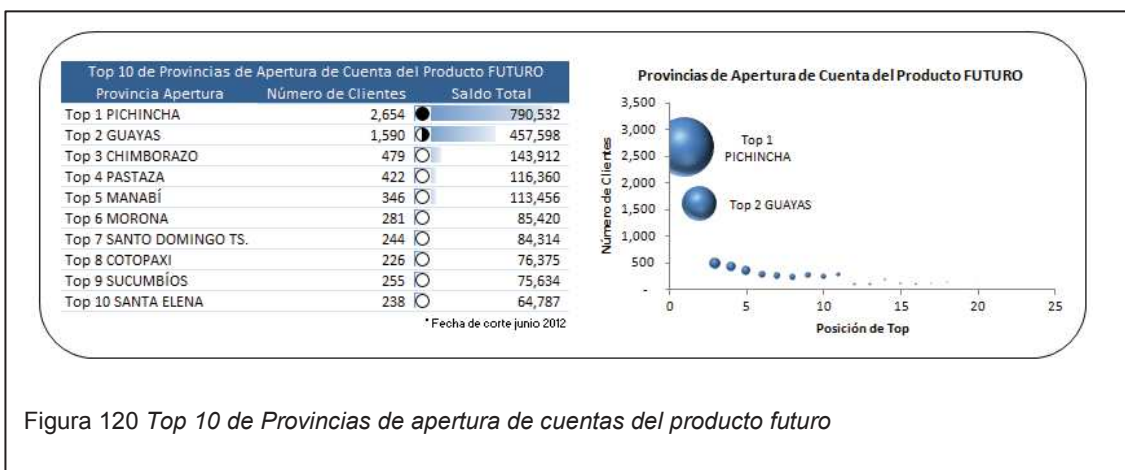 Top 10 de Provincias de Apertura de Cuenta del Producto FUTURO
Provincia Apertura Número de Clientes Saldo Total
Top 1 PICHINCHA 2,654 790,532
Top 2 GUAYAS 1,590 457,598
Top 3 CHIMBORAZO 479 143,912
Top 4 PASTAZA 422 116,360
Top 5 MANABÍ 346 113,456
Top 6 MORONA 281 85,420
Top 7 SANTO DOMINGO TS. 244 84,314
Top 8 COTOPAXI 226 76,375
Top 9 SUCUMBÍOS 255 75,634
Top 10 SANTA ELENA 238 64,787
* Fecha de corte junio 2012
Provincias de Apertura de Cuenta del Producto FUTURO
Número de Clientes
3,500
3,000
2,500
2,000
1,500
1,000
500
-
Top 1
PICHINCHA
Top 2 GUAYAS
0 5 10 15 20 25
Posición de Top
Figura 120 Top 10 de Provincias de apertura de cuentas del producto futuro